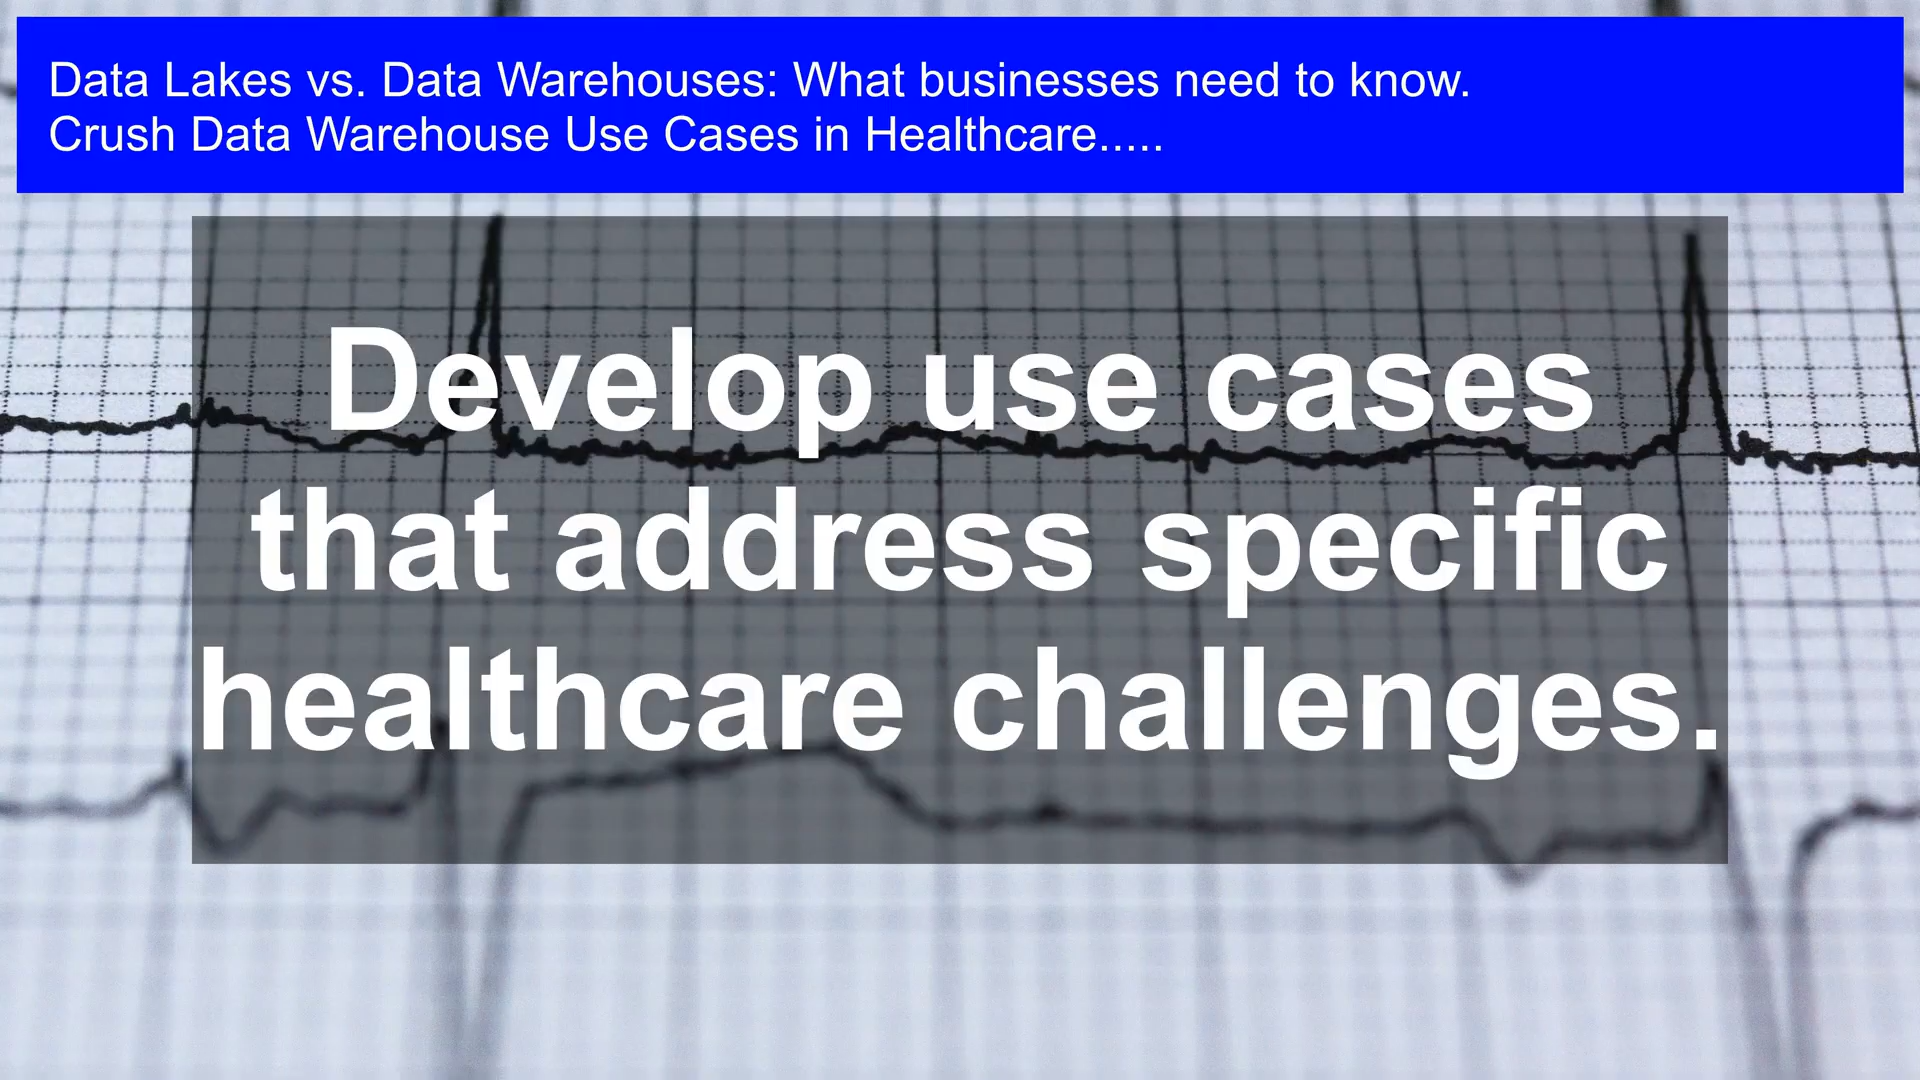 Data Lakes vs. Data Warehouses: What businesses need to know.
Crush Data Warehouse Use Cases in Healthcare.....
Develop use cases
that address specific
healthcare challenges.